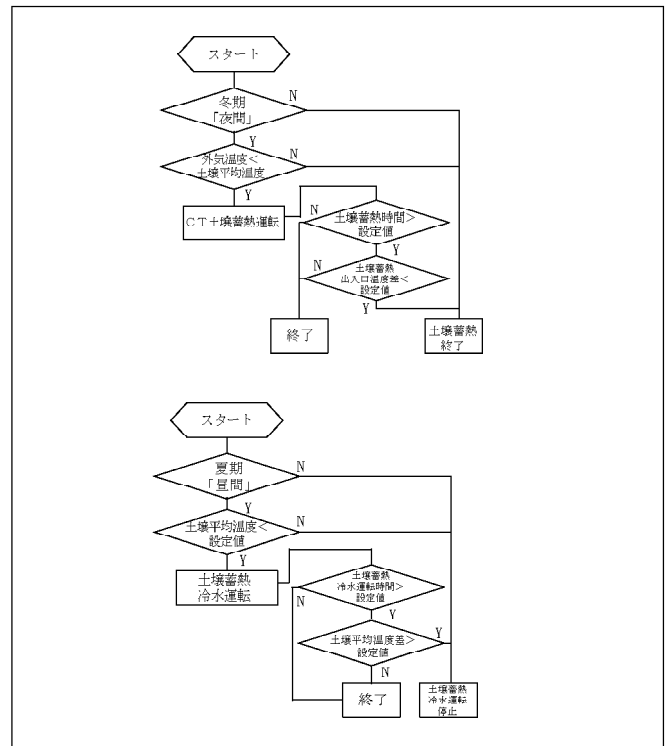 スタート
N
冬期
「夜間」
Y
外気温度<
土壌平均温度
N
Y
CT土壌蓄熱運転
N
土壌蓄熱時間>
設定値
Y
N
土壌蓄熱
出入口温度差<
設定値
Y
終了
土壌蓄熱
終了
スタート
N
夏期
「昼間」
Y
N
土壌平均温度<
設定値
Y
土壌蓄熱
冷水運転
土壌蓄熱
冷水運転時間>
設定値
N
Y
土壌平均温度差>
設定値
Y
N
終了
土壌蓄熱
冷水運転
停止